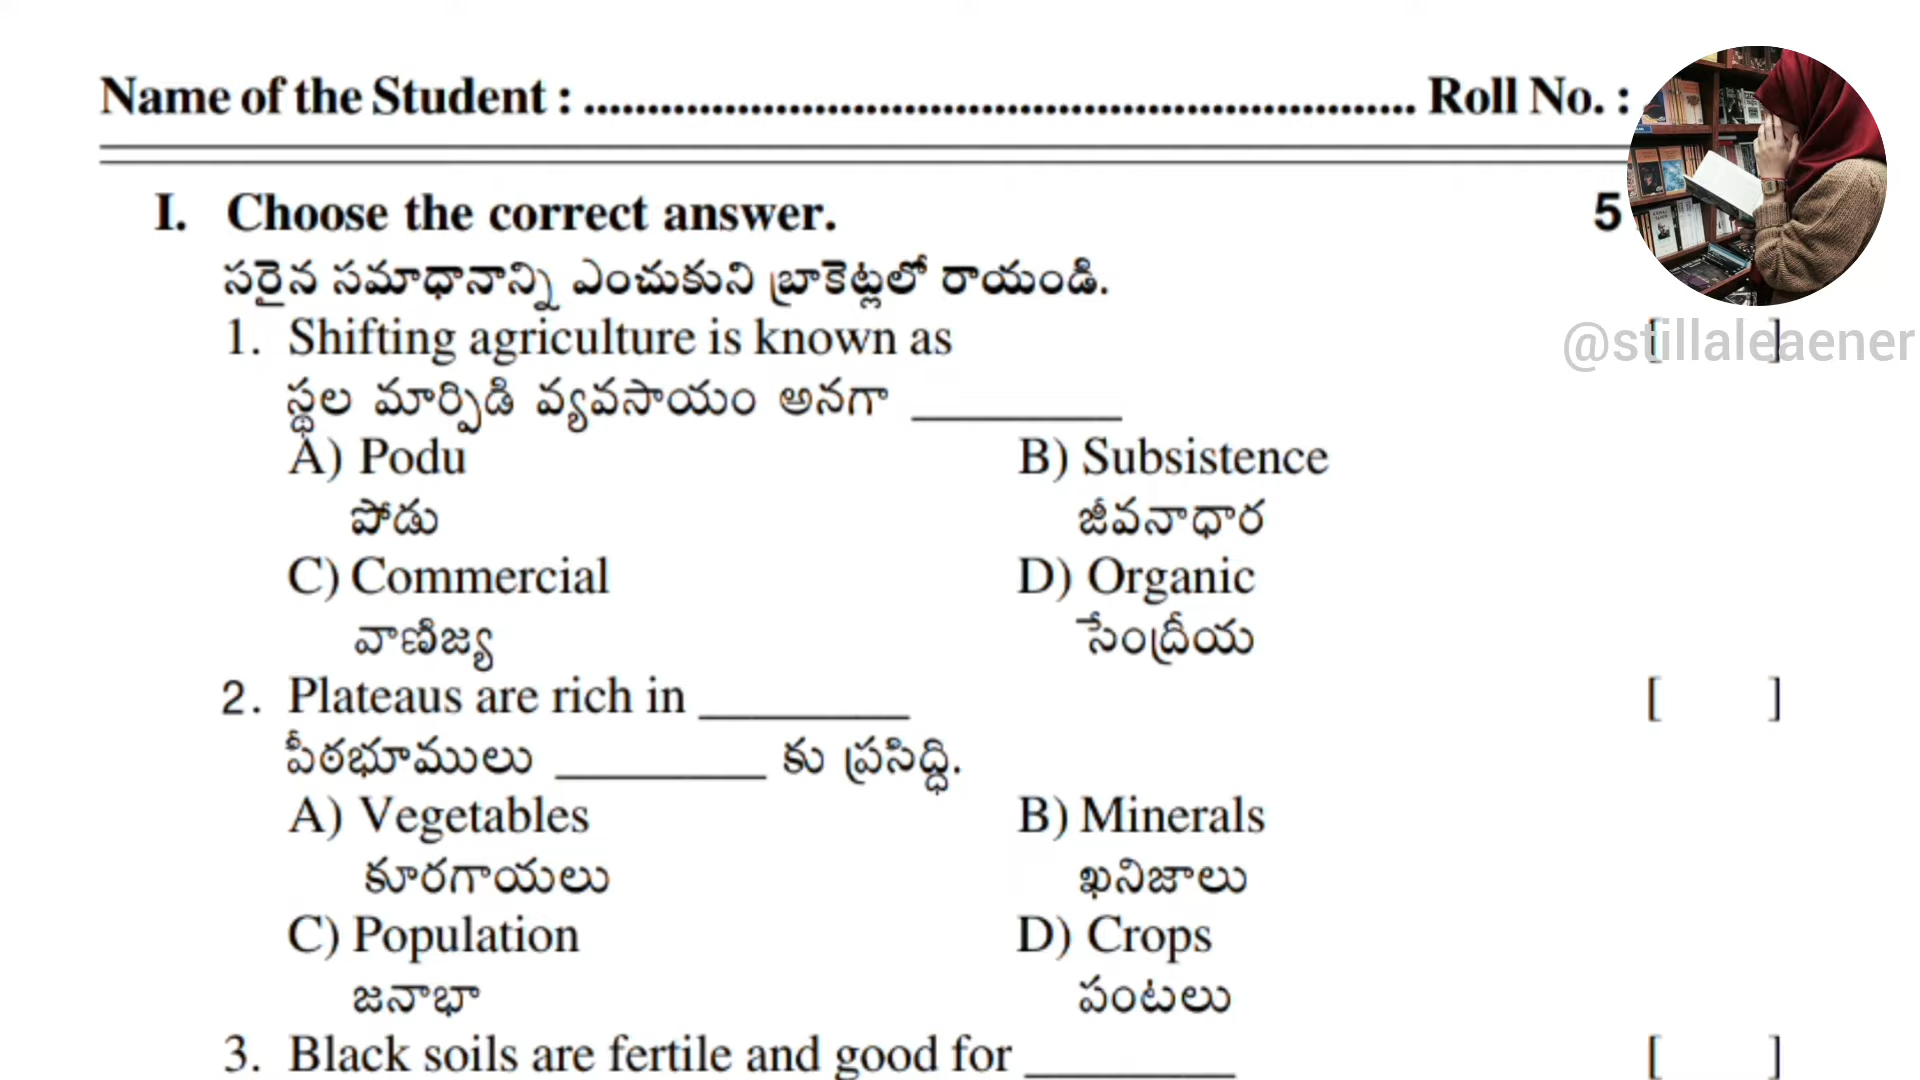 Name of the Student : ................................................................. Roll No. :
I. Choose the correct answer. 5
సరైన సమాధానాన్ని ఎంచుకుని బ్రాకెట్లలో రాయండి.
1. Shifting agriculture is known as [ ]
@stillaleaener
స్థల మార్పిడి వ్యవసాయం అనగా ________
A) Podu B) Subsistence
పోడు జీవనాధార
C) Commercial D) Organic
వాణిజ్య సేంద్రీయ
2. Plateaus are rich in ________ [ ]
పీఠభూములు ________ కు ప్రసిద్ధి.
A) Vegetables B) Minerals
కూరగాయలు ఖనిజాలు
C) Population D) Crops
జనాభా పంటలు
3. Black soils are fertile and good for ________ [ ]